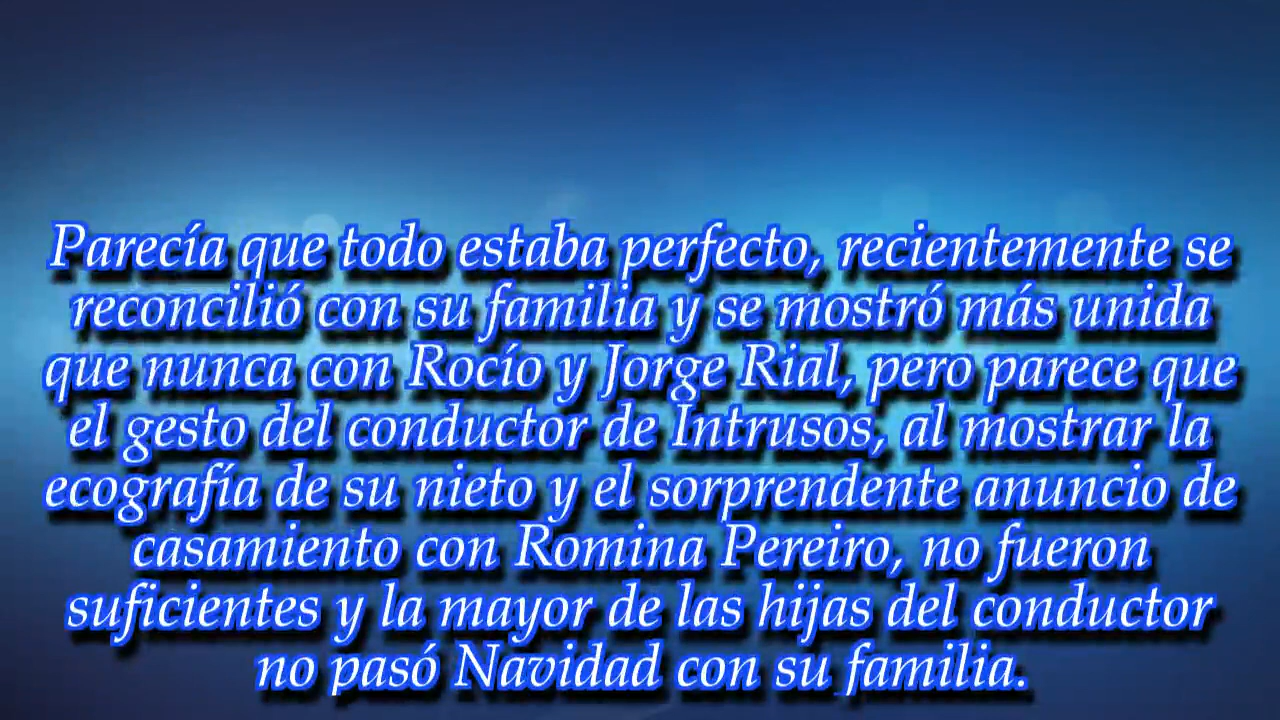 Parecía que todo estaba perfecto, recientemente se
reconcilió con su familia y se mostró más unida
que nunca con Rocío y Jorge Rial, pero parece que
el gesto del conductor de Intrusos, al mostrar la
ecografía de su nieto y el sorprendente anuncio de
casamiento con Romina Pereiro, no fueron
suficientes y la mayor de las hijas del conductor
no pasó Navidad con su familia.